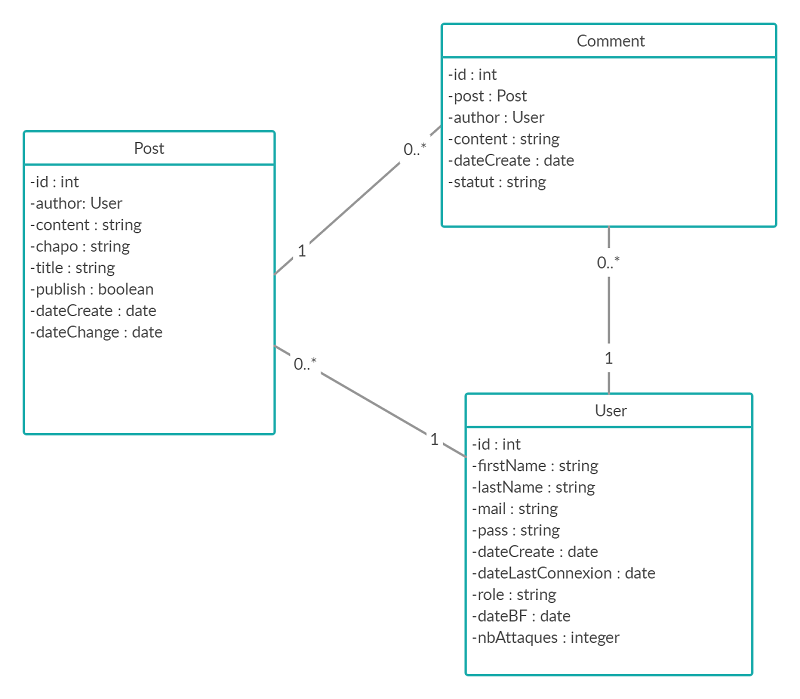 Comment
-id : int
-post : Post
-author : User
-content : string
-dateCreate : date
-statut : string
Post
-id : int
-author: User
-content : string
-chapo : string
-title : string
-publish : boolean
-dateCreate : date
-dateChange : date
0..*
1
0..*
1
0..*
1
User
-id : int
-firstName : string
-lastName : string
-mail : string
-pass : string
-dateCreate : date
-dateLastConnexion : date
-role : string
-dateBF : date
-nbAttaques : integer